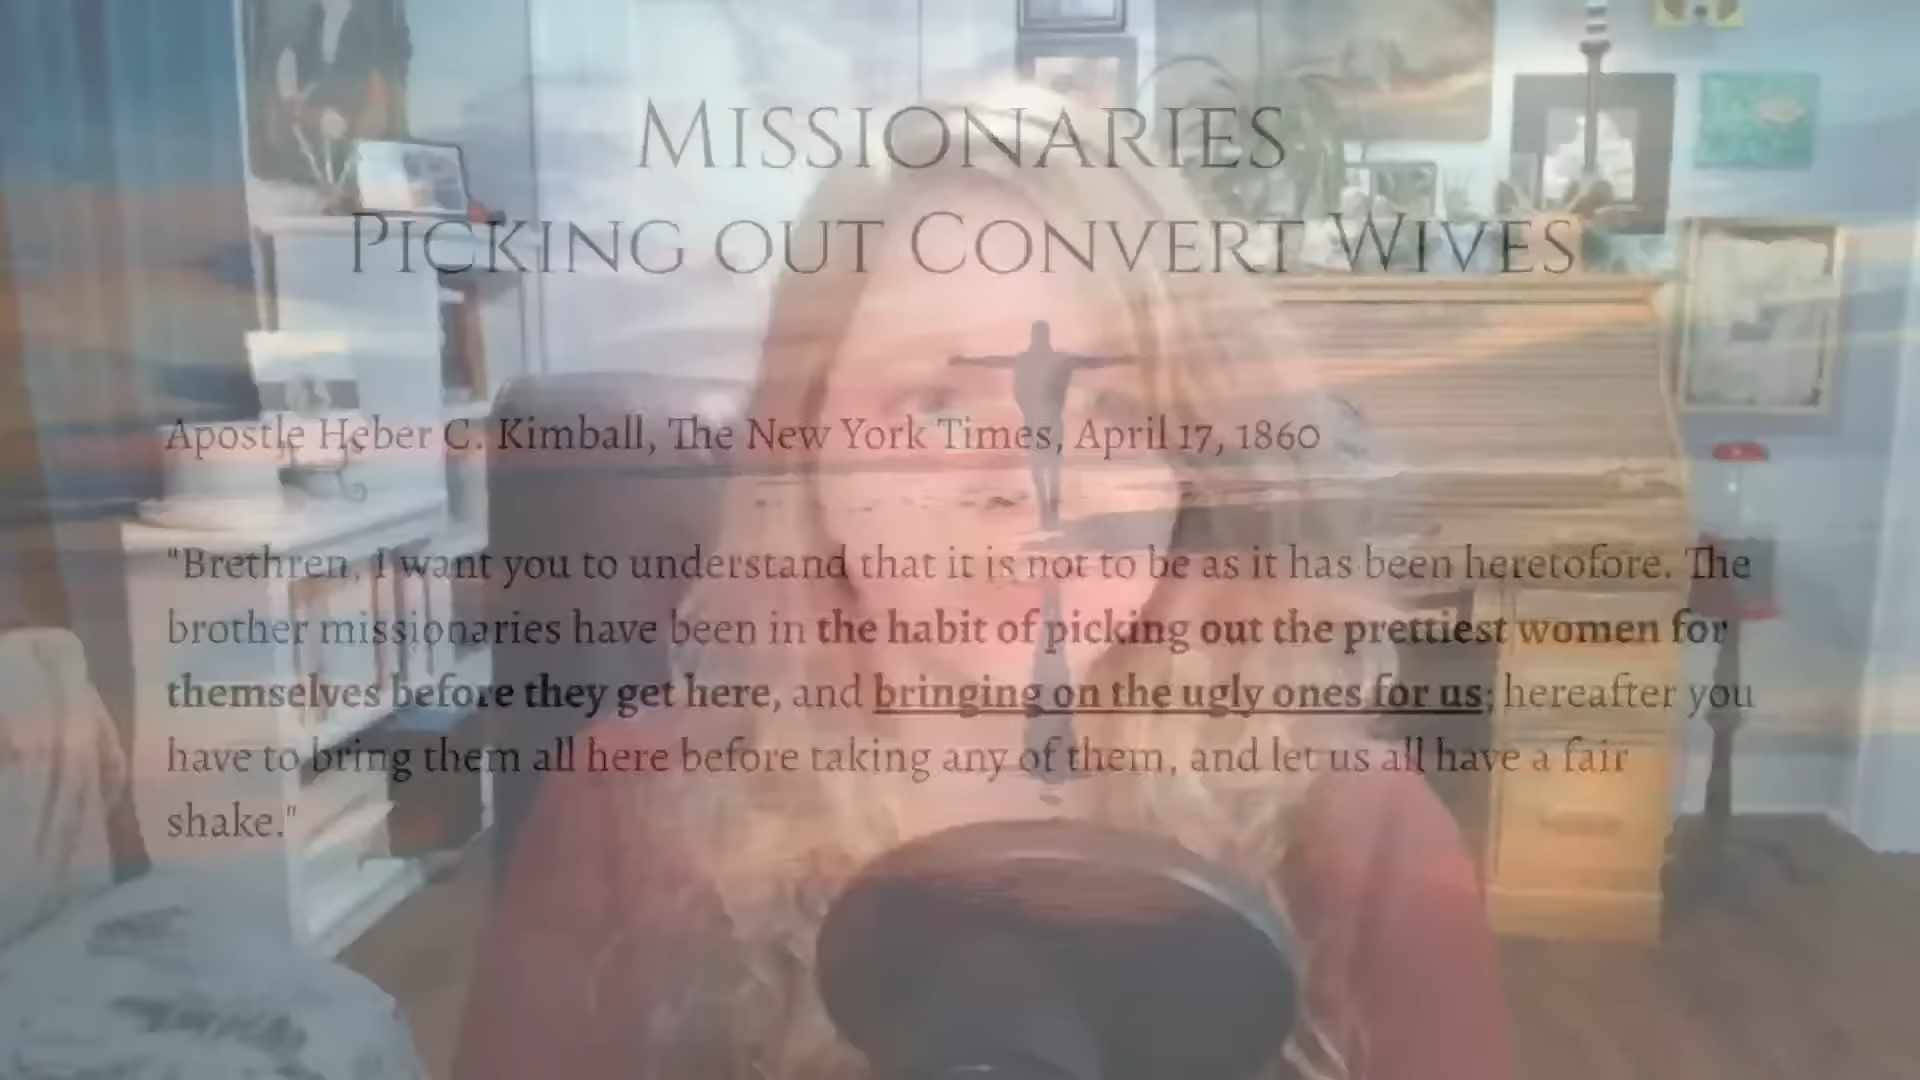 MISSIONARIES
PICKING OUT CONVERT WIVES
Apostle Heber C. Kimball, The New York Times, April 17, 1860
"Brethren, I want you to understand that it is not to be as it has been heretofore. The
brother missionaries have been in the habit of picking out the prettiest women for
themselves before they get here, and bringing on the ugly ones for us; hereafter you
have to bring them all here before taking any of them, and let us all have a fair
shake."